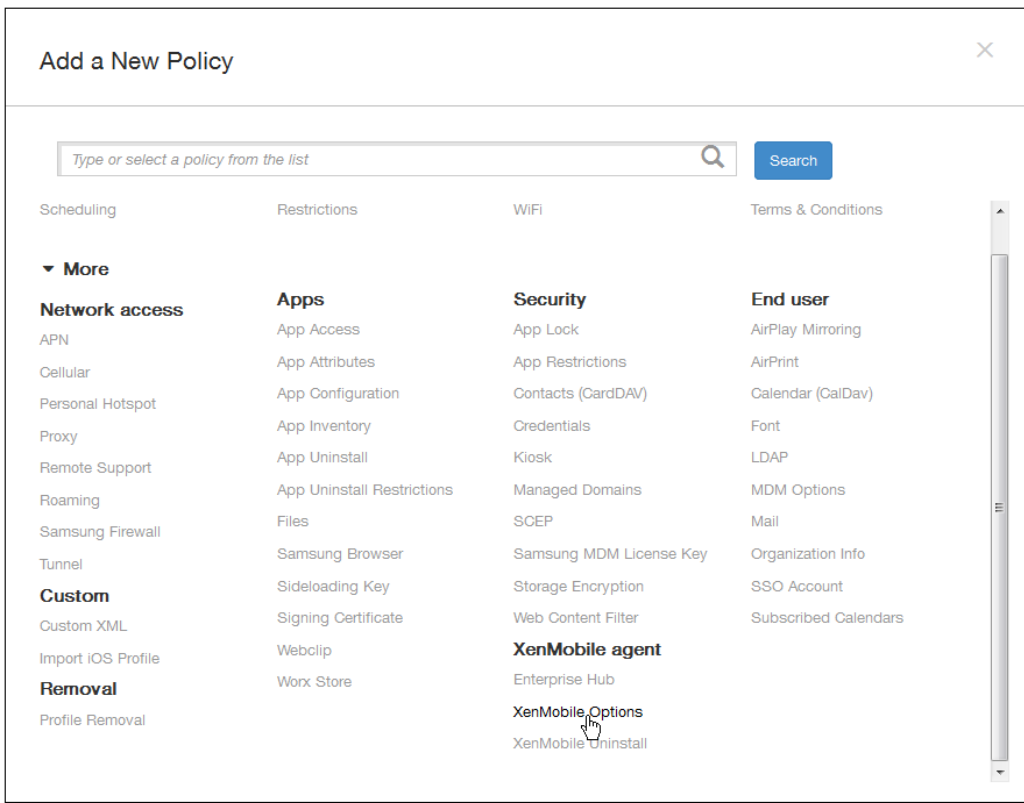 Add a New Policy
Type or select a policy from the list
Search
Scheduling
Restrictions
WiFi
Terms & Conditions
More
Network access
APN
Cellular
Personal Hotspot
Proxy
Remote Support
Roaming
Samsung Firewall
Tunnel
Custom
Custom XML
Import iOS Profile
Removal
Profile Removal
Apps
App Access
App Attributes
App Configuration
App Inventory
App Uninstall
App Uninstall Restrictions
Files
Samsung Browser
Sideloading Key
Signing Certificate
Webclip
Worx Store
Security
App Lock
App Restrictions
Contacts (CardDAV)
Credentials
Kiosk
Managed Domains
SCEP
Samsung MDM License Key
Storage Encryption
Web Content Filter
XenMobile agent
Enterprise Hub
XenMobile Options
XenMobile Uninstall
End user
AirPlay Mirroring
AirPrint
Calendar (CalDav)
Font
LDAP
MDM Options
Mail
Organization Info
SSO Account
Subscribed Calendars